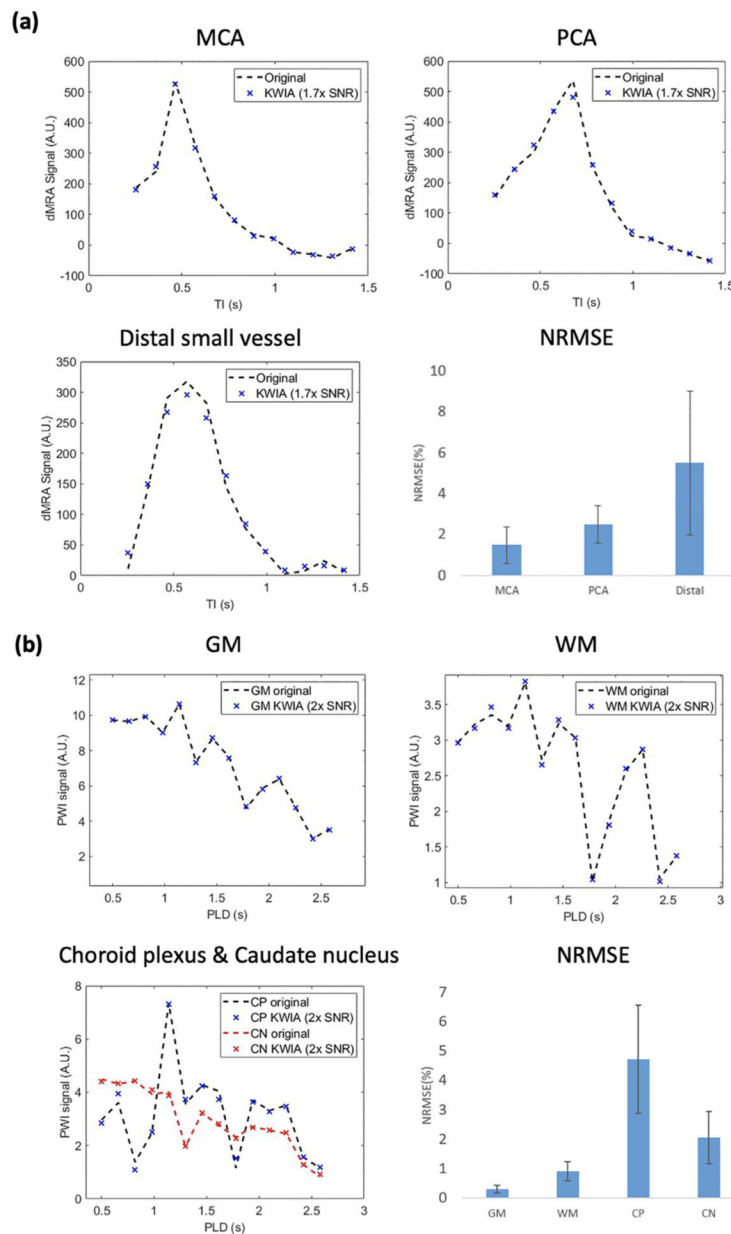 (a)
MCA
600
500
400
300
200
100
0
-100
dMRA Signal (A.U.)
Original
KWIA (1.7x SNR)
0
0.5
1
1.5
TI (s)
PCA
600
500
400
300
200
100
0
-100
dMRA Signal (A.U.)
Original
KWIA (1.7x SNR)
0
0.5
1
1.5
TI (s)
Distal small vessel
350
300
250
200
150
100
50
0
dMRA Signal (A.U.)
Original
KWIA (1.7x SNR)
0
0.5
1
1.5
TI (s)
NRMSE
10
8
6
4
2
0
NRMSE(%)
MCA
PCA
Distal
(b)
GM
12
10
8
6
4
2
PWI signal (A.U.)
GM original
GM KWIA (2x SNR)
0.5
1
1.5
2
2.5
PLD (s)
WM
3.5
3
2.5
2
1.5
1
PWI signal (A.U.)
WM original
WM KWIA (2x SNR)
0.5
1
1.5
2
2.5
3
PLD (s)
Choroid plexus & Caudate nucleus
8
6
4
2
0
PWI signal (A.U.)
CP original
CP KWIA (2x SNR)
CN original
CN KWIA (2x SNR)
0.5
1
1.5
2
2.5
3
PLD (s)
NRMSE
7
6
5
4
3
2
1
0
NRMSE(%)
GM
WM
CP
CN